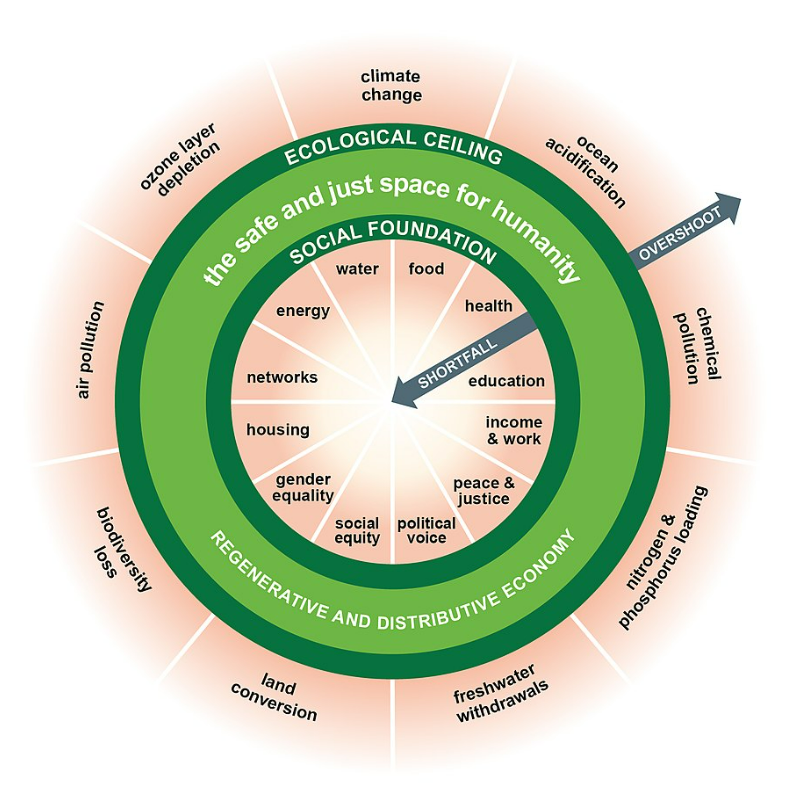 climate
change
ocean
acidification
chemical
pollution
nitrogen &
phosphorus loading
freshwater
withdrawals
land
conversion
biodiversity
loss
air pollution
ozone layer
depletion
OVERSHOOT
ECOLOGICAL CEILING
the safe and just space for humanity
SOCIAL FOUNDATION
water
food
health
SHORTFALL
education
income
& work
peace &
justice
political
voice
social
equity
gender
equality
housing
networks
energy
REGENERATIVE AND DISTRIBUTIVE ECONOMY